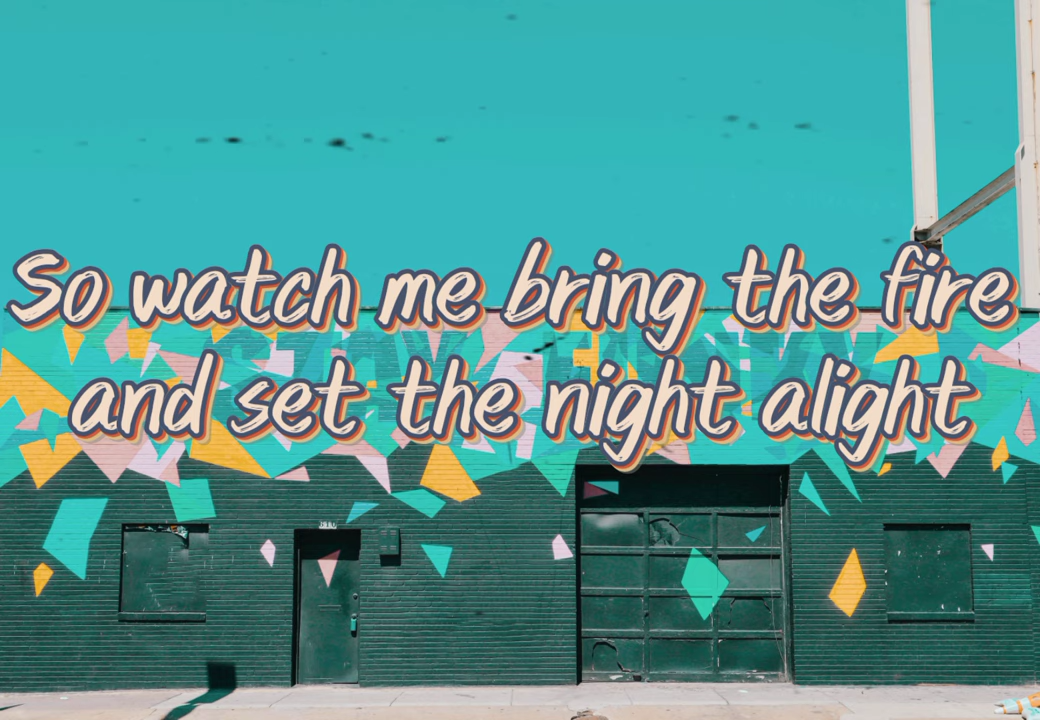 So watch me bring the fire
and set the night alight